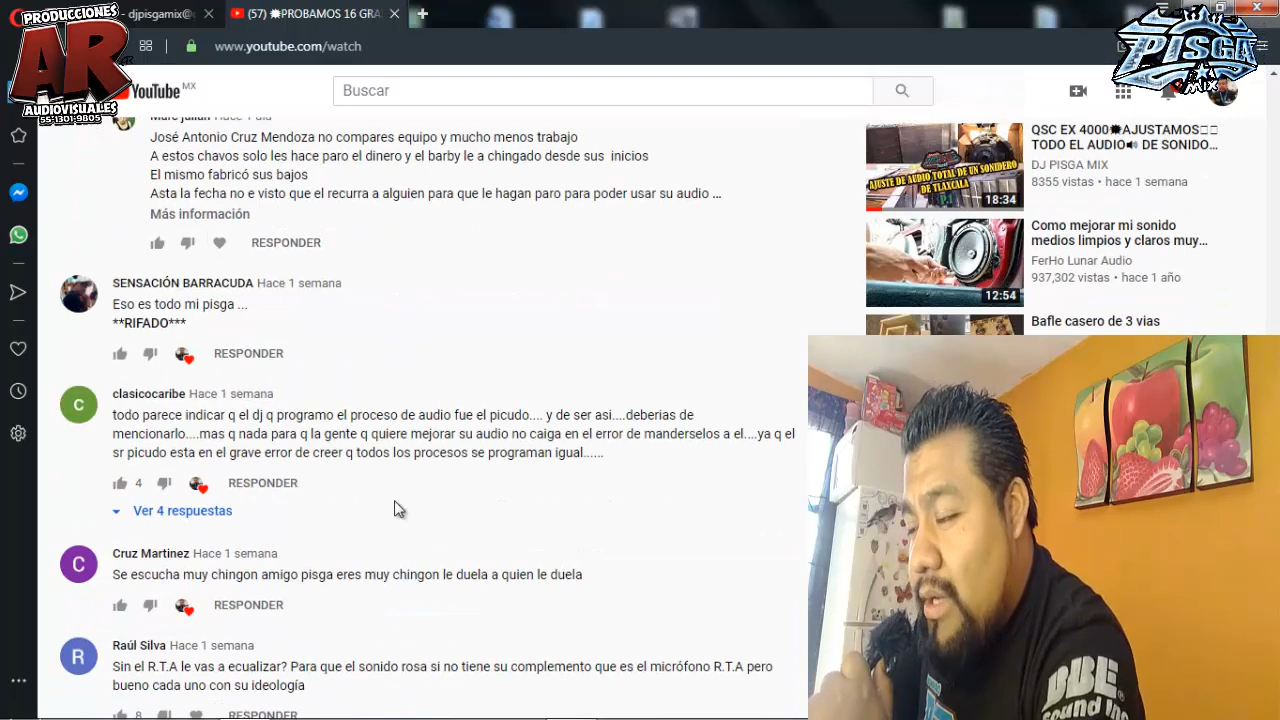 PRODUCCIONES
AR
AUDIOVISUALES
55-1301-9805
djpisgamix@
(57) PROBAMOS 16 GRA
PISGA
MIX
www.youtube.com/watch
YouTube MX
Buscar
Marc Julian Hace 1 día
José Antonio Cruz Mendoza no compares equipo y mucho menos trabajo
A estos chavos solo les hace paro el dinero y el barby le a chingado desde sus inicios
El mismo fabricó sus bajos
Asta la fecha no e visto que el recurra a alguien para que le hagan paro para poder usar su audio ...
Más información
RESPONDER
SENSACIÓN BARRACUDA Hace 1 semana
Eso es todo mi pisga ...
**RIFADO***
RESPONDER
clasicocaribe Hace 1 semana
todo parece indicar q el dj q programo el proceso de audio fue el picudo.... y de ser asi....deberias de
mencionarlo....mas q nada para q la gente q quiere mejorar su audio no caiga en el error de manderselos a el....ya q el
sr picudo esta en el grave error de creer q todos los procesos se programan igual......
4 RESPONDER
Ver 4 respuestas
C
Cruz Martinez Hace 1 semana
Se escucha muy chingon amigo pisga eres muy chingon le duela a quien le duela
RESPONDER
R
Raúl Silva Hace 1 semana
Sin el R.T.A le vas a ecualizar? Para que el sonido rosa si no tiene su complemento que es el micrófono R.T.A pero
bueno cada uno con su ideología
8 RESPONDER
AJUSTE DE AUDIO TOTAL DE UN SONIDERO
DE TLAXCALA
P.1
18:34
QSC EX 4000 AJUSTAMOS
TODO EL AUDIO DE SONIDO...
DJ PISGA MIX
8355 vistas • hace 1 semana
12:54
Como mejorar mi sonido
medios limpios y claros muy...
FerHo Lunar Audio
937,302 vistas • hace 1 año
Bafle casero de 3 vias
BBE®
Sound Inc